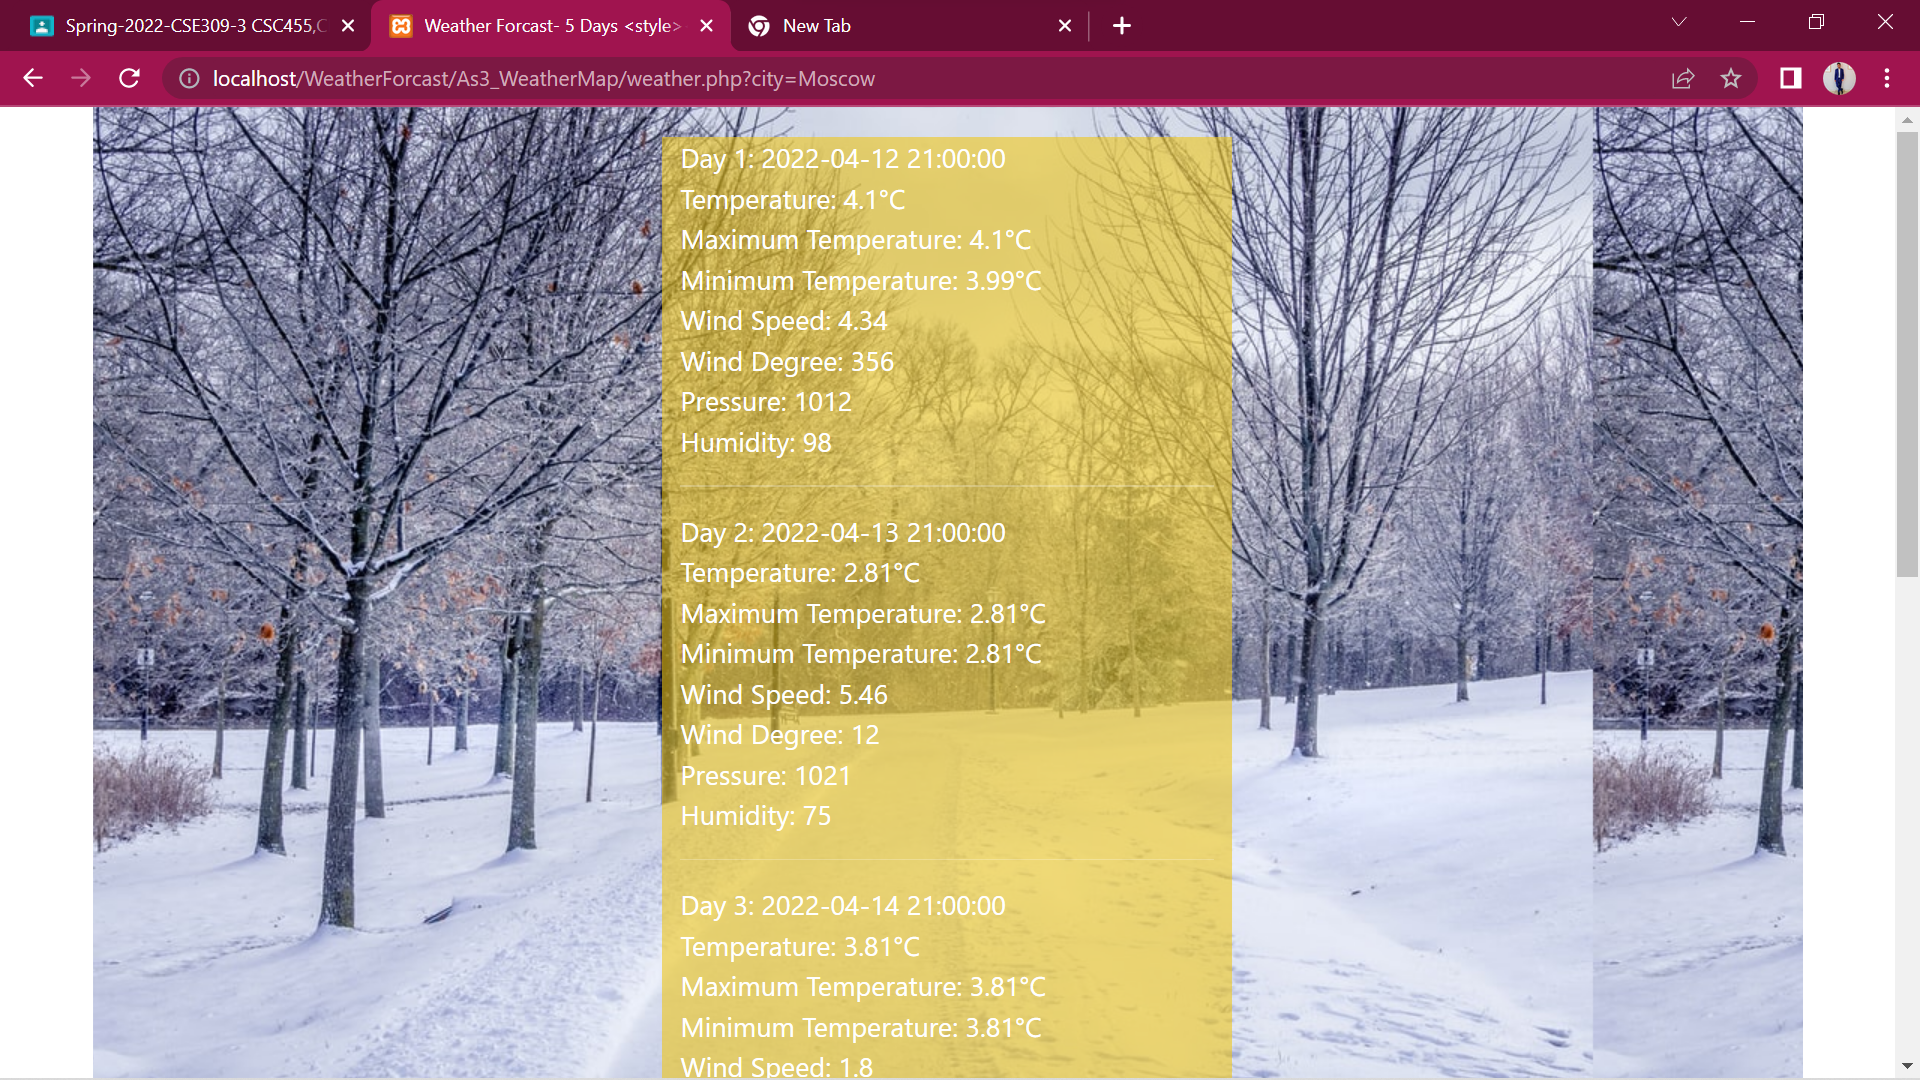 Spring-2022-CSE309-3 CSC455,C
Weather Forcast- 5 Days <style>
New Tab
localhost/WeatherForcast/As3_WeatherMap/weather.php?city=Moscow
Day 1: 2022-04-12 21:00:00
Temperature: 4.1°C
Maximum Temperature: 4.1°C
Minimum Temperature: 3.99°C
Wind Speed: 4.34
Wind Degree: 356
Pressure: 1012
Humidity: 98
Day 2: 2022-04-13 21:00:00
Temperature: 2.81°C
Maximum Temperature: 2.81°C
Minimum Temperature: 2.81°C
Wind Speed: 5.46
Wind Degree: 12
Pressure: 1021
Humidity: 75
Day 3: 2022-04-14 21:00:00
Temperature: 3.81°C
Maximum Temperature: 3.81°C
Minimum Temperature: 3.81°C
Wind Speed: 1.8